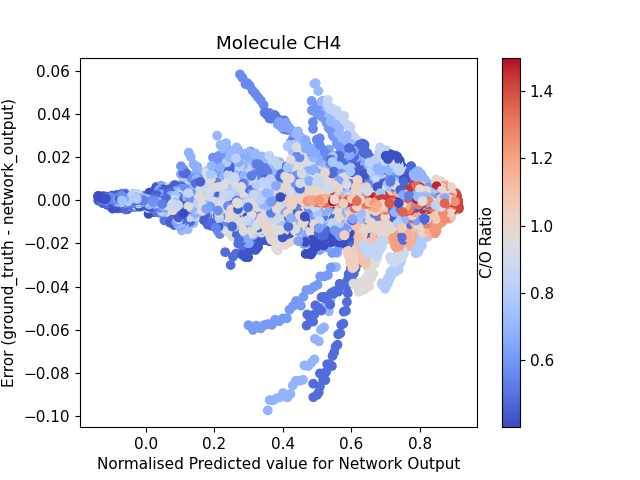 Molecule CH4
0.06
0.04
0.02
0.00
−0.02
−0.04
−0.06
−0.08
−0.10
Error (ground_truth - network_output)
0.0 0.2 0.4 0.6 0.8
Normalised Predicted value for Network Output
1.4
1.2
1.0
0.8
0.6
C/O Ratio